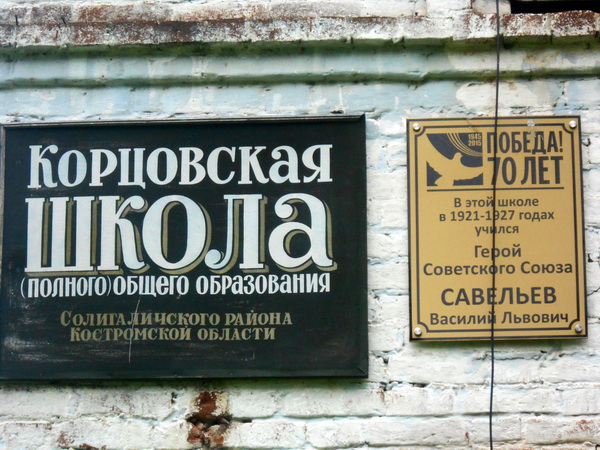 КОРЦОВСКАЯ
ШКОЛА
(ПОЛНОГО) ОБЩЕГО ОБРАЗОВАНИЯ
СОЛИГАЛИЧСКОГО РАЙОНА
КОСТРОМСКОЙ ОБЛАСТИ
1945
2015
ПОБЕДА!
70 ЛЕТ
В этой школе
в 1921-1927 годах
учился
Герой
Советского Союза
САВЕЛЬЕВ
Василий Львович